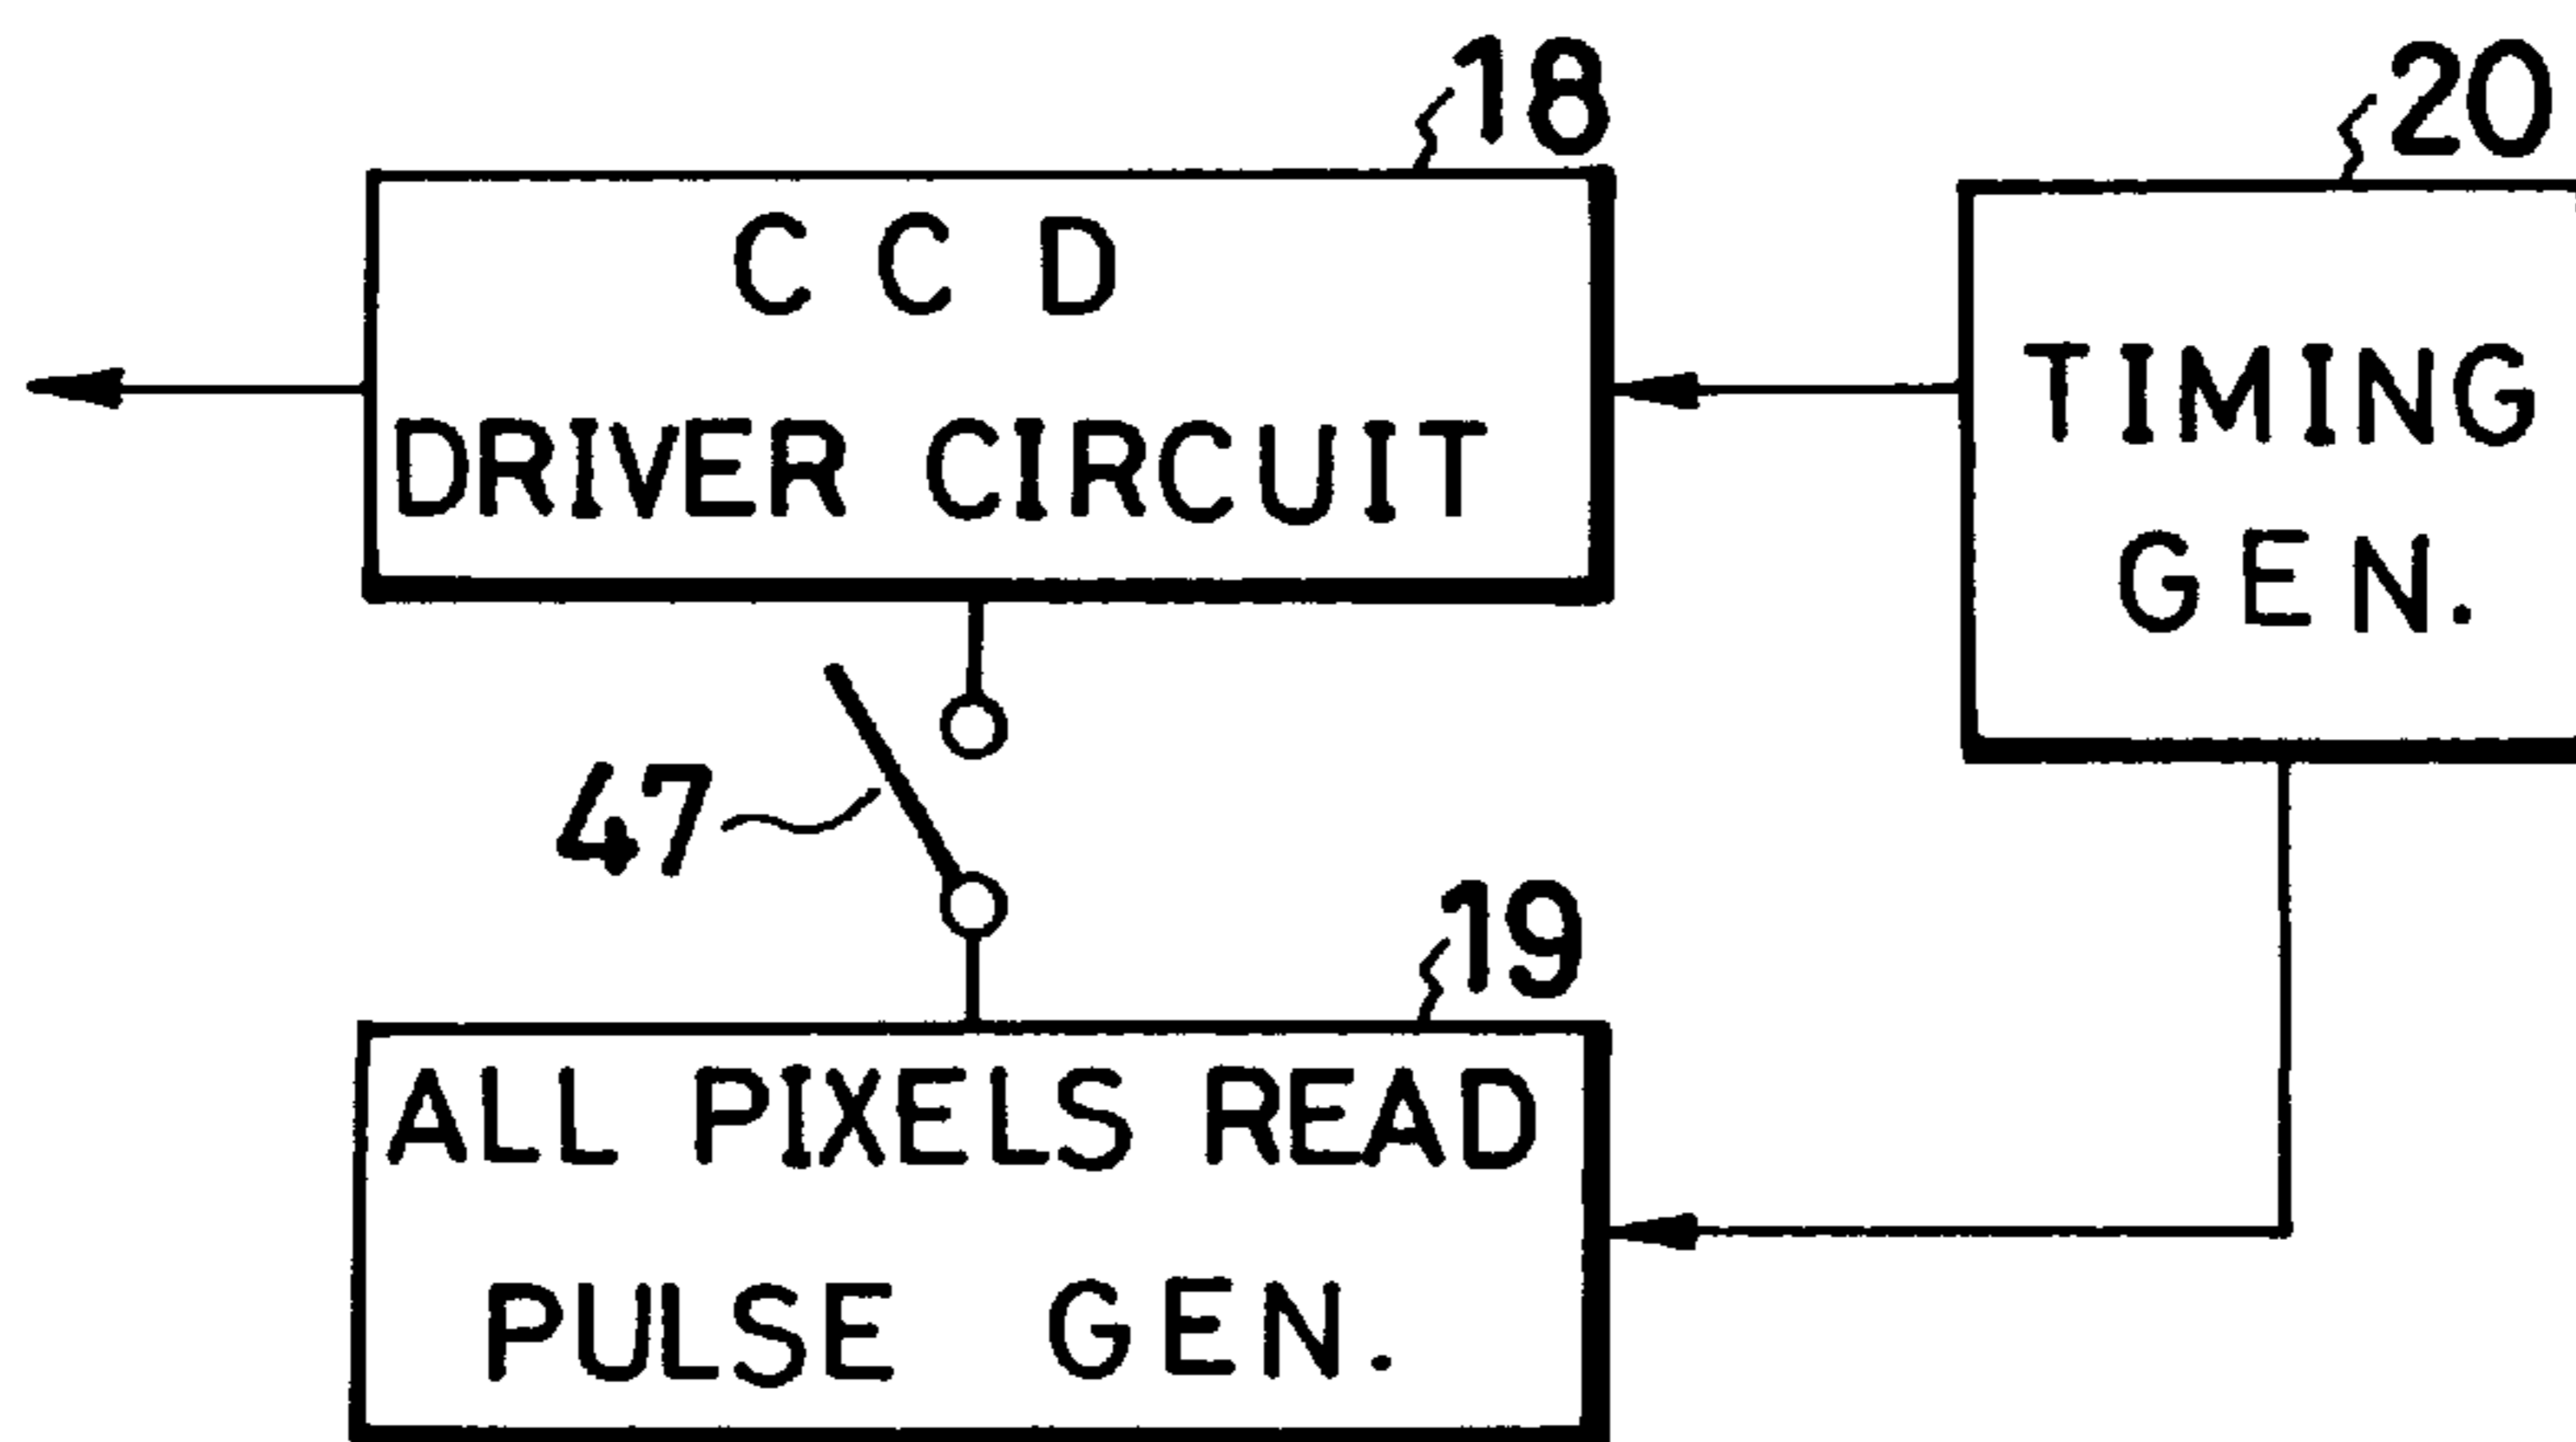 18
20
C C D
DRIVER CIRCUIT
TIMING
GEN.
47
19
ALL PIXELS READ
PULSE GEN.